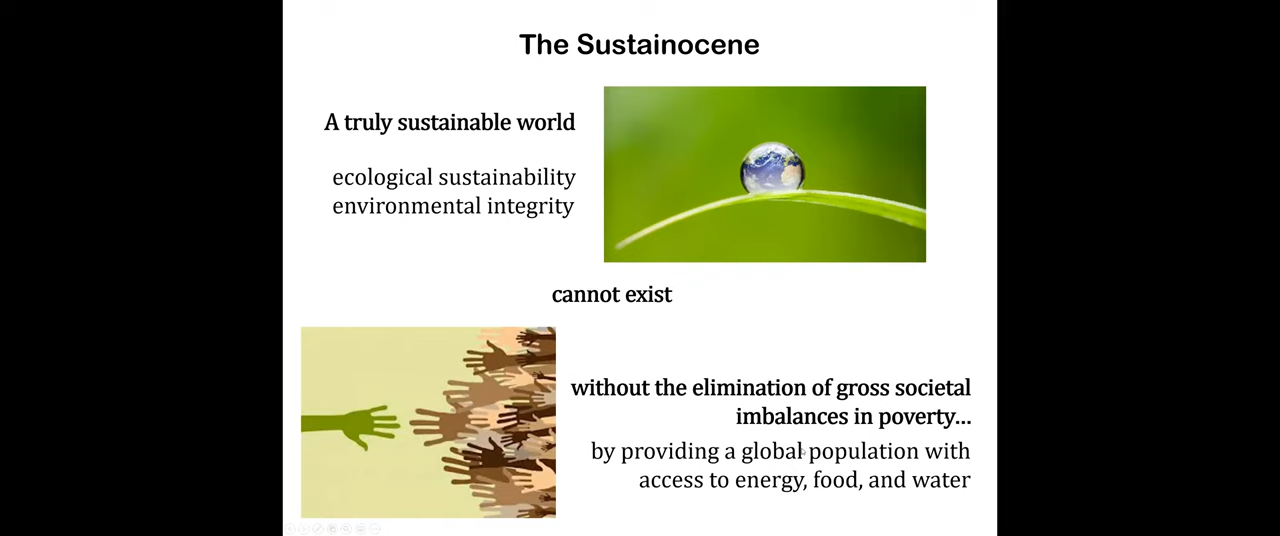 The Sustainocene
A truly sustainable world
ecological sustainability
environmental integrity
cannot exist
without the elimination of gross societal
imbalances in poverty...
by providing a global population with
access to energy, food, and water